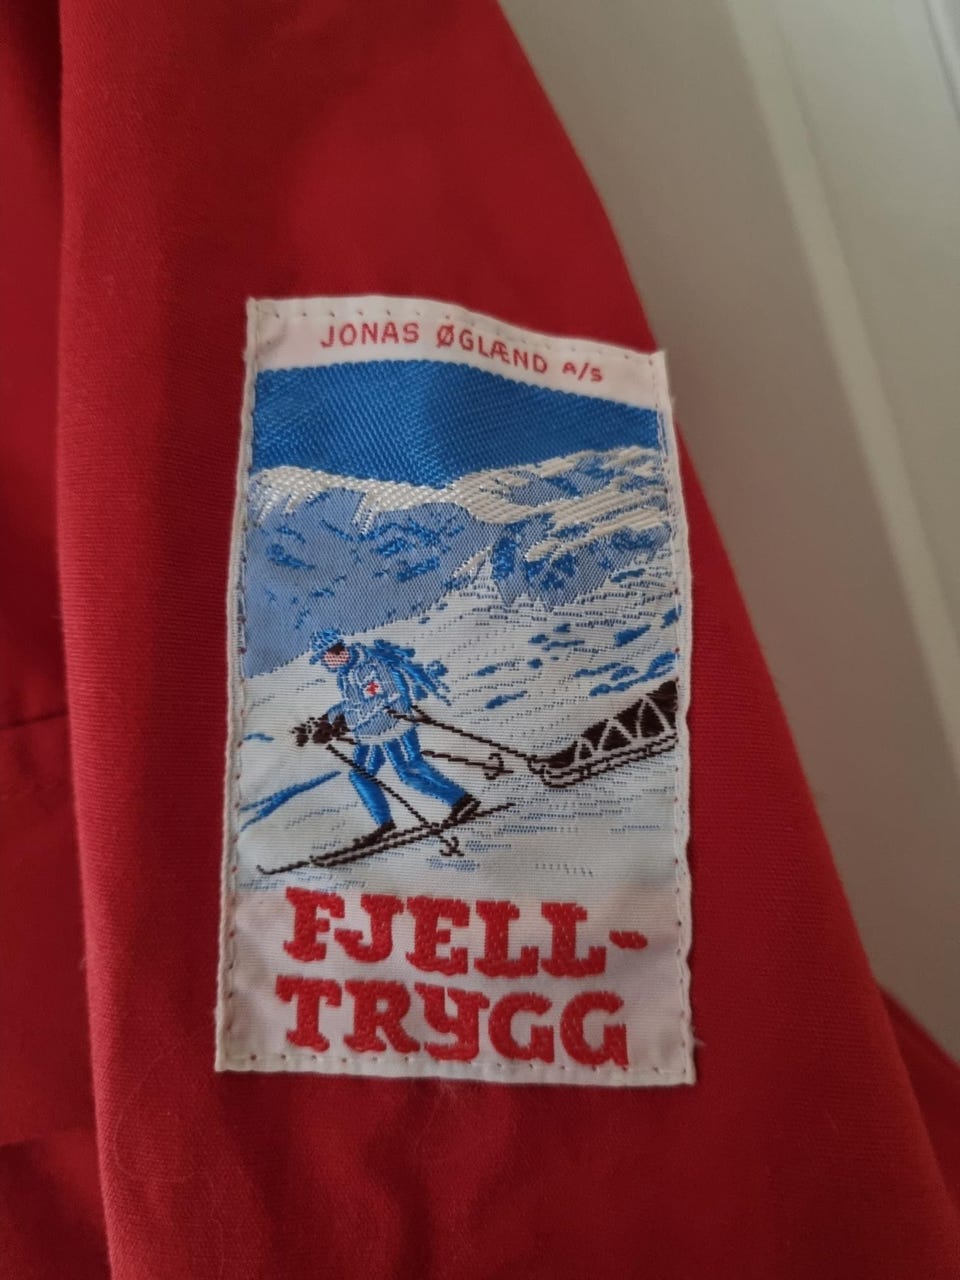 JONAS ØGLÆND A/S
FJELL-
TRYGG